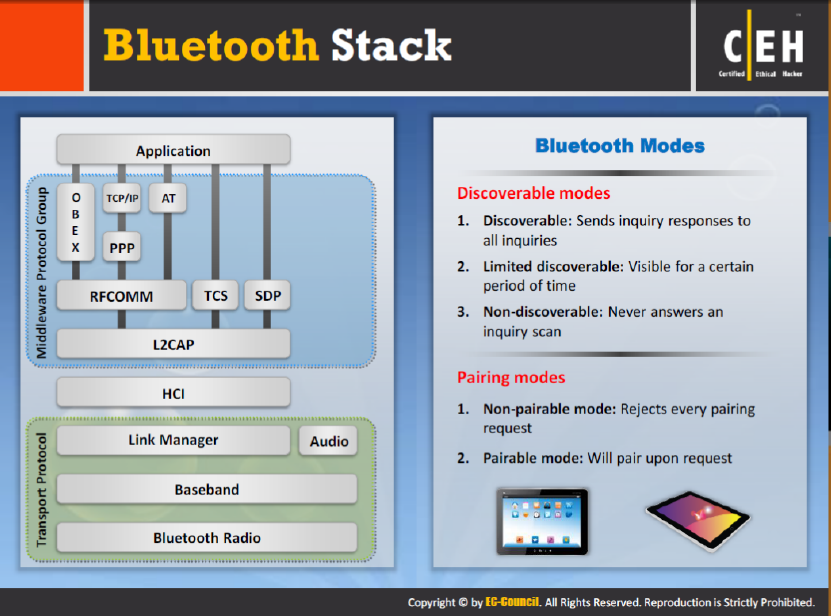 Bluetooth Stack
C|EH
Certified Ethical Hacker
Application
Middleware Protocol Group
OBEX
TCP/IP
AT
PPP
RFCOMM
TCS
SDP
L2CAP
HCI
Transport Protocol
Link Manager
Audio
Baseband
Bluetooth Radio
Bluetooth Modes
Discoverable modes
1. Discoverable: Sends inquiry responses to
all inquiries
2. Limited discoverable: Visible for a certain
period of time
3. Non-discoverable: Never answers an
inquiry scan
Pairing modes
1. Non-pairable mode: Rejects every pairing
request
2. Pairable mode: Will pair upon request
Copyright © by EC-Council. All Rights Reserved. Reproduction is Strictly Prohibited.